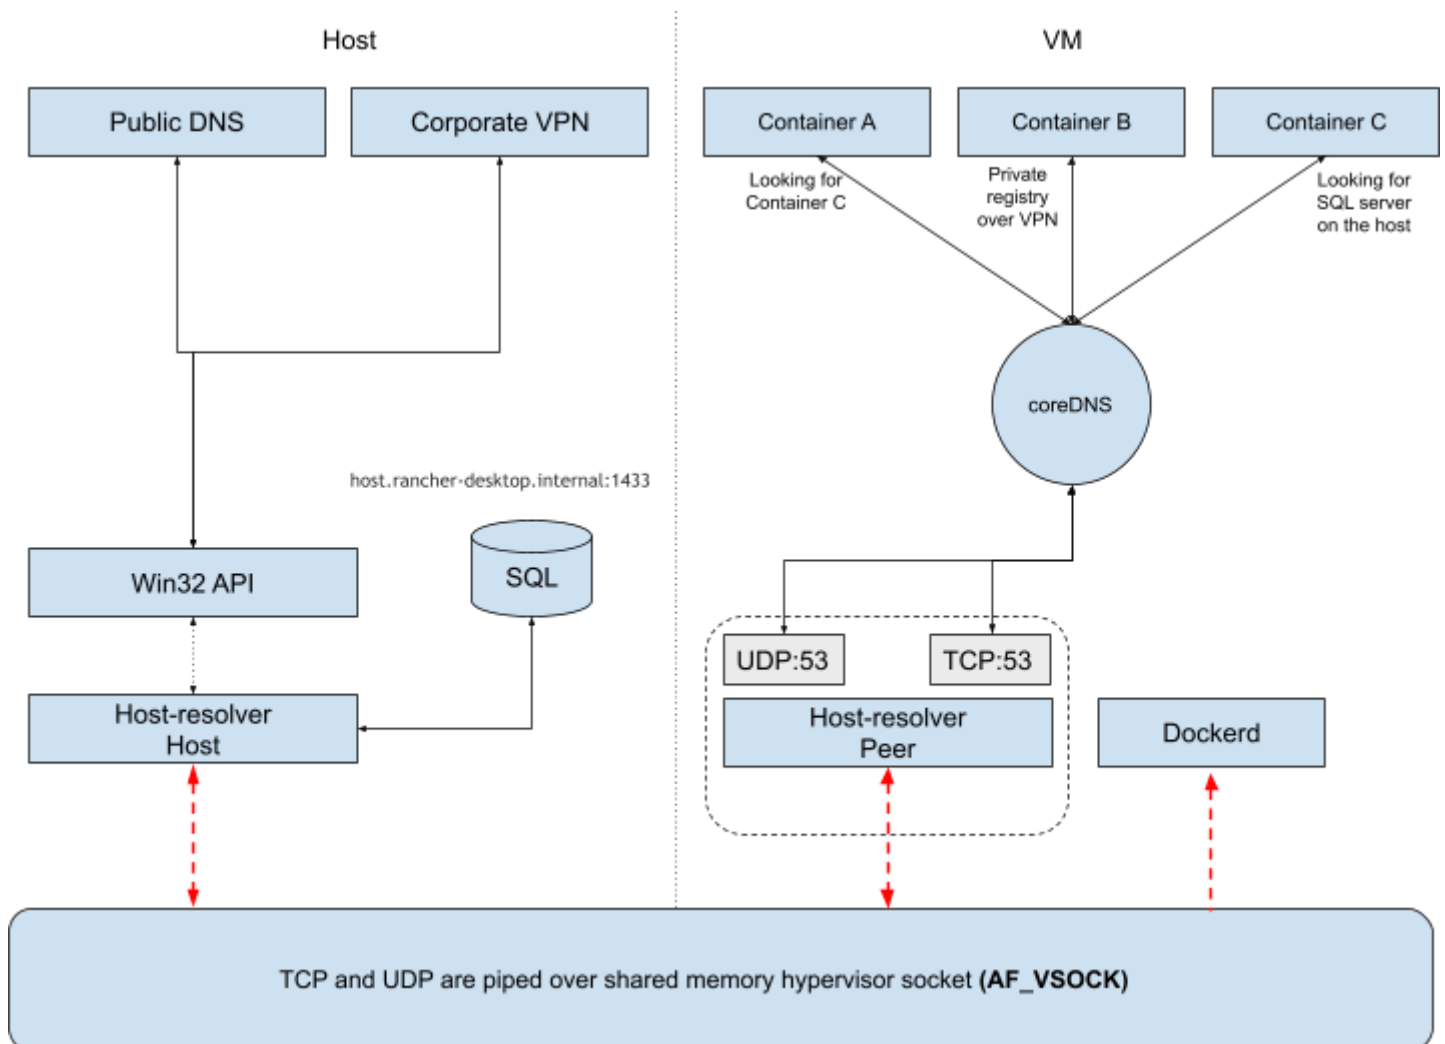 Host
VM
Public DNS
Corporate VPN
Container A
Container B
Container C
Looking for
Container C
Private
registry
over VPN
Looking for
SQL server
on the host
coreDNS
host.rancher-desktop.internal:1433
Win32 API
SQL
UDP:53
TCP:53
Host-resolver
Host
Host-resolver
Peer
Dockerd
TCP and UDP are piped over shared memory hypervisor socket (AF_VSOCK)